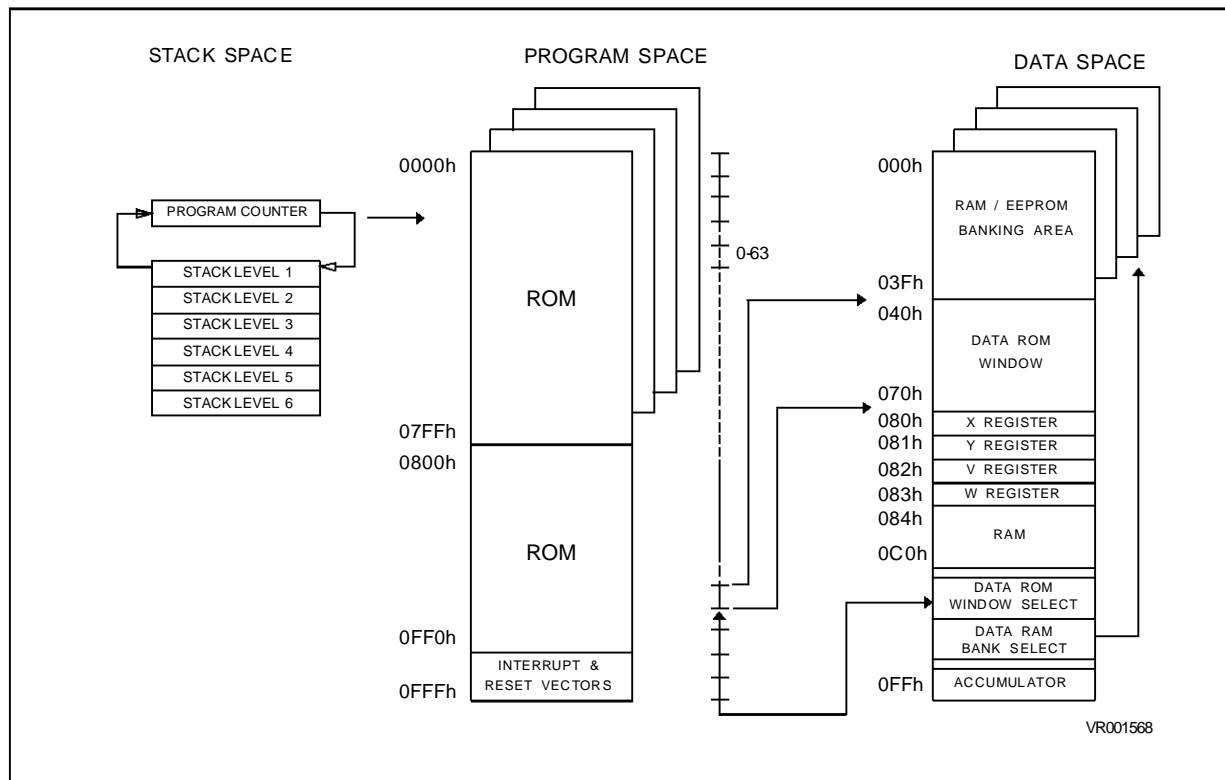 STACK SPACE
PROGRAM COUNTER
STACK LEVEL 1
STACK LEVEL 2
STACK LEVEL 3
STACK LEVEL 4
STACK LEVEL 5
STACK LEVEL 6
PROGRAM SPACE
0000h
ROM
07FFh
0800h
ROM
0FF0h
INTERRUPT &
RESET VECTORS
0FFFh
0-63
DATA SPACE
000h
RAM / EEPROM
BANKING AREA
03Fh
040h
DATA ROM
WINDOW
070h
080h
X REGISTER
081h
Y REGISTER
082h
V REGISTER
083h
W REGISTER
084h
RAM
0C0h
DATA ROM
WINDOW SELECT
DATA RAM
BANK SELECT
0FFh
ACCUMULATOR
VR001568